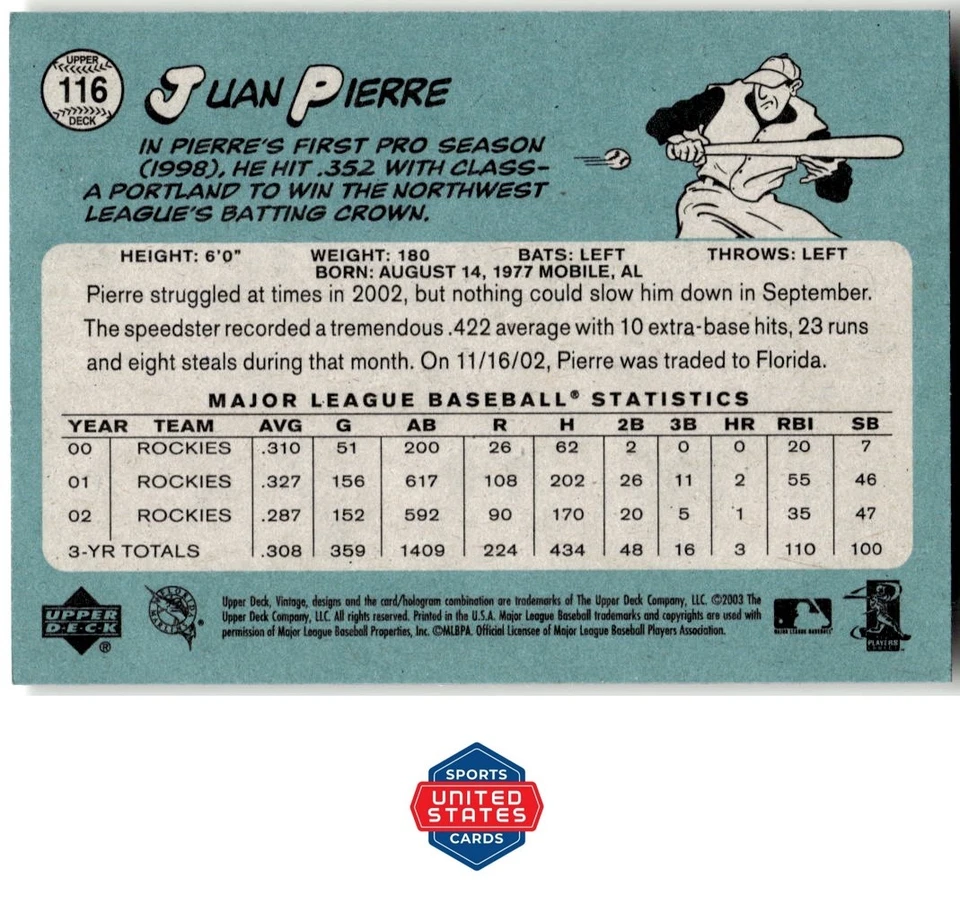 UPPER
116
DECK
JUAN PIERRE
IN PIERRE'S FIRST PRO SEASON
(1998), HE HIT .352 WITH CLASS-
A PORTLAND TO WIN THE NORTHWEST
LEAGUE'S BATTING CROWN.
HEIGHT: 6'0" WEIGHT: 180 BATS: LEFT THROWS: LEFT
BORN: AUGUST 14, 1977 MOBILE, AL
Pierre struggled at times in 2002, but nothing could slow him down in September.
The speedster recorded a tremendous .422 average with 10 extra-base hits, 23 runs
and eight steals during that month. On 11/16/02, Pierre was traded to Florida.
MAJOR LEAGUE BASEBALL® STATISTICS
YEAR TEAM AVG G AB R H 2B 3B HR RBI SB
00 ROCKIES .310 51 200 26 62 2 0 0 20 7
01 ROCKIES .327 156 617 108 202 26 11 2 55 46
02 ROCKIES .287 152 592 90 170 20 5 1 35 47
3-YR TOTALS .308 359 1409 224 434 48 16 3 110 100
UPPER
DECK
®
FLORIDA
MARLINS
®
Upper Deck, Vintage, designs and the card/hologram combination are trademarks of The Upper Deck Company, LLC. ©2003 The
Upper Deck Company, LLC. All rights reserved. Printed in the U.S.A. Major League Baseball trademarks and copyrights are used with
permission of Major League Baseball Properties, Inc. ©MLBPA. Official Licensee of Major League Baseball Players Association.
MAJOR LEAGUE BASEBALL
PLAYERS
SPORTS
UNITED
STATES
CARDS